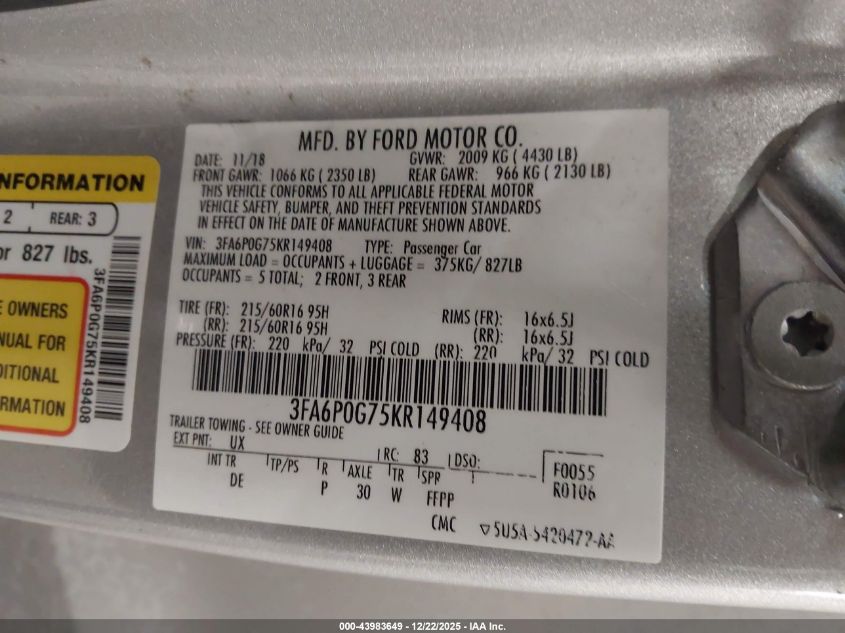 NFORMATION
2 REAR: 3
or 827 lbs.
E OWNERS
NUAL FOR
DITIONAL
RMATION
3FA6P0G75KR149408
MFD. BY FORD MOTOR CO.
DATE: 11/18 GVWR: 2009 KG ( 4430 LB)
FRONT GAWR: 1066 KG ( 2350 LB) REAR GAWR: 966 KG ( 2130 LB)
THIS VEHICLE CONFORMS TO ALL APPLICABLE FEDERAL MOTOR
VEHICLE SAFETY, BUMPER, AND THEFT PREVENTION STANDARDS
IN EFFECT ON THE DATE OF MANUFACTURE SHOWN ABOVE.
VIN: 3FA6P0G75KR149408 TYPE: Passenger Car
MAXIMUM LOAD = OCCUPANTS + LUGGAGE = 375KG/ 827LB
OCCUPANTS = 5 TOTAL; 2 FRONT, 3 REAR
TIRE (FR): 215/60R16 95H RIMS (FR): 16x6.5J
(RR): 215/60R16 95H (RR): 16x6.5J
PRESSURE (FR): 220 kPa/ 32 PSI COLD (RR): 220 kPa/ 32 PSI COLD
3FA6P0G75KR149408
TRAILER TOWING - SEE OWNER GUIDE
EXT PNT: UX RC: 83 DSO: F0055
INT TR TP/PS R AXLE TR SPR R0106
DE P 30 W FFPP
CMC 5USA-5420472-AA
000-43983649 • 12/22/2025 • IAA Inc.